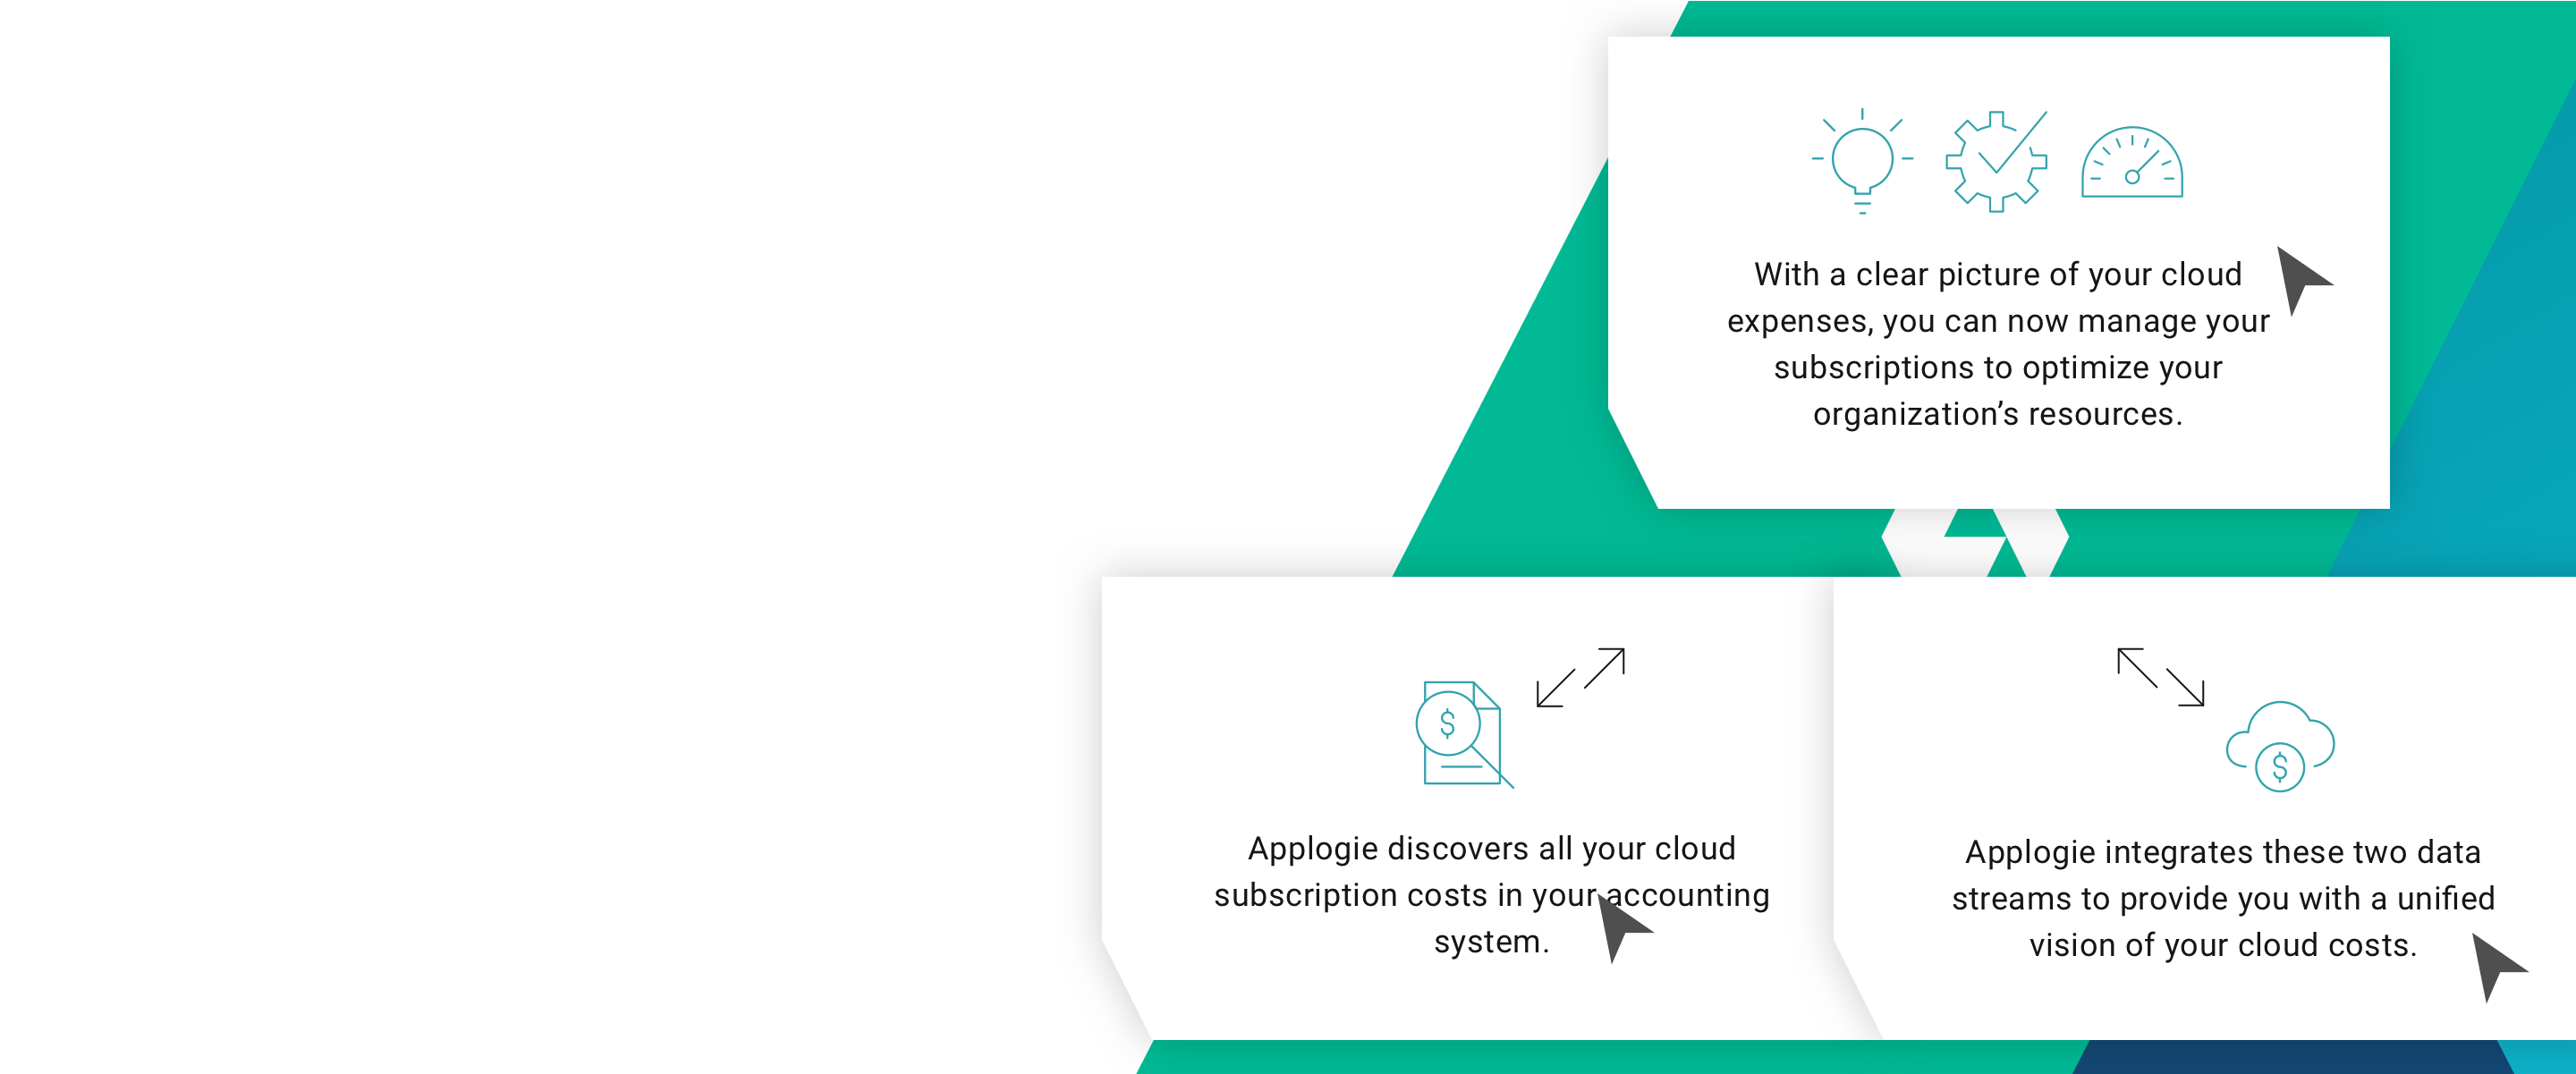 With a clear picture of your cloud
expenses, you can now manage your
subscriptions to optimize your
organization’s resources.
$
Applogie discovers all your cloud
subscription costs in your accounting
system.
$
Applogie integrates these two data
streams to provide you with a unified
vision of your cloud costs.